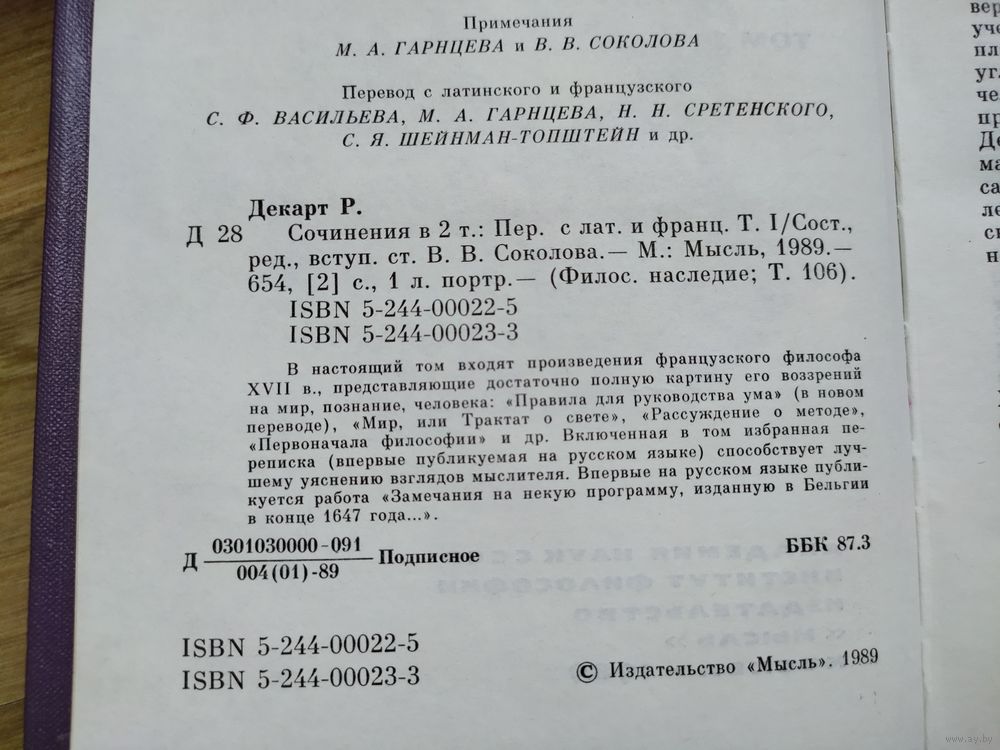 Примечания
М. А. ГАРНЦЕВА и В. В. СОКОЛОВА
Перевод с латинского и французского
С. Ф. ВАСИЛЬЕВА, М. А. ГАРНЦЕВА, Н. Н. СРЕТЕНСКОГО,
С. Я. ШЕЙНМАН-ТОПШТЕЙН и др.
Декарт Р.
Д 28 Сочинения в 2 т.: Пер. с лат. и франц. Т. I/Сост.,
ред., вступ. ст. В. В. Соколова.— М.: Мысль, 1989.—
654, [2] с., 1 л. портр.— (Филос. наследие; Т. 106).
ISBN 5-244-00022-5
ISBN 5-244-00023-3
В настоящий том входят произведения французского философа
XVII в., представляющие достаточно полную картину его воззрений
на мир, познание, человека: «Правила для руководства ума» (в новом
переводе), «Мир, или Трактат о свете», «Рассуждение о методе»,
«Первоначала философии» и др. Включенная в том избранная пе-
реписка (впервые публикуемая на русском языке) способствует луч-
шему уяснению взглядов мыслителя. Впервые на русском языке публи-
куется работа «Замечания на некую программу, изданную в Бельгии
в конце 1647 года...».
Д 0301030000-091 Подписное
004(01)-89
ББК 87.3
ISBN 5-244-00022-5
ISBN 5-244-00023-3
© Издательство «Мысль». 1989
www.ay.by